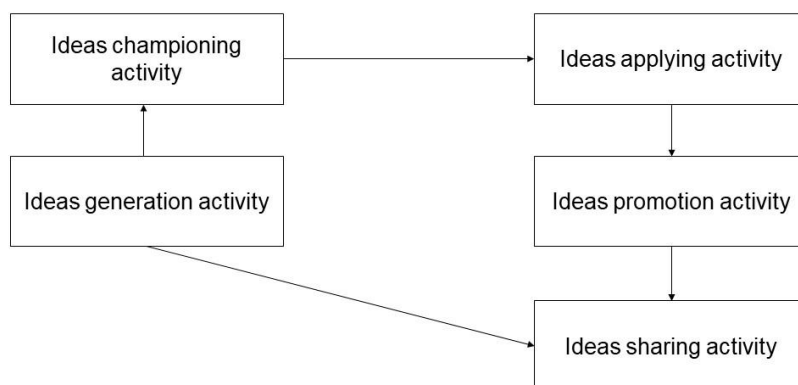 Ideas championing
activity
Ideas applying activity
Ideas generation activity
Ideas promotion activity
Ideas sharing activity